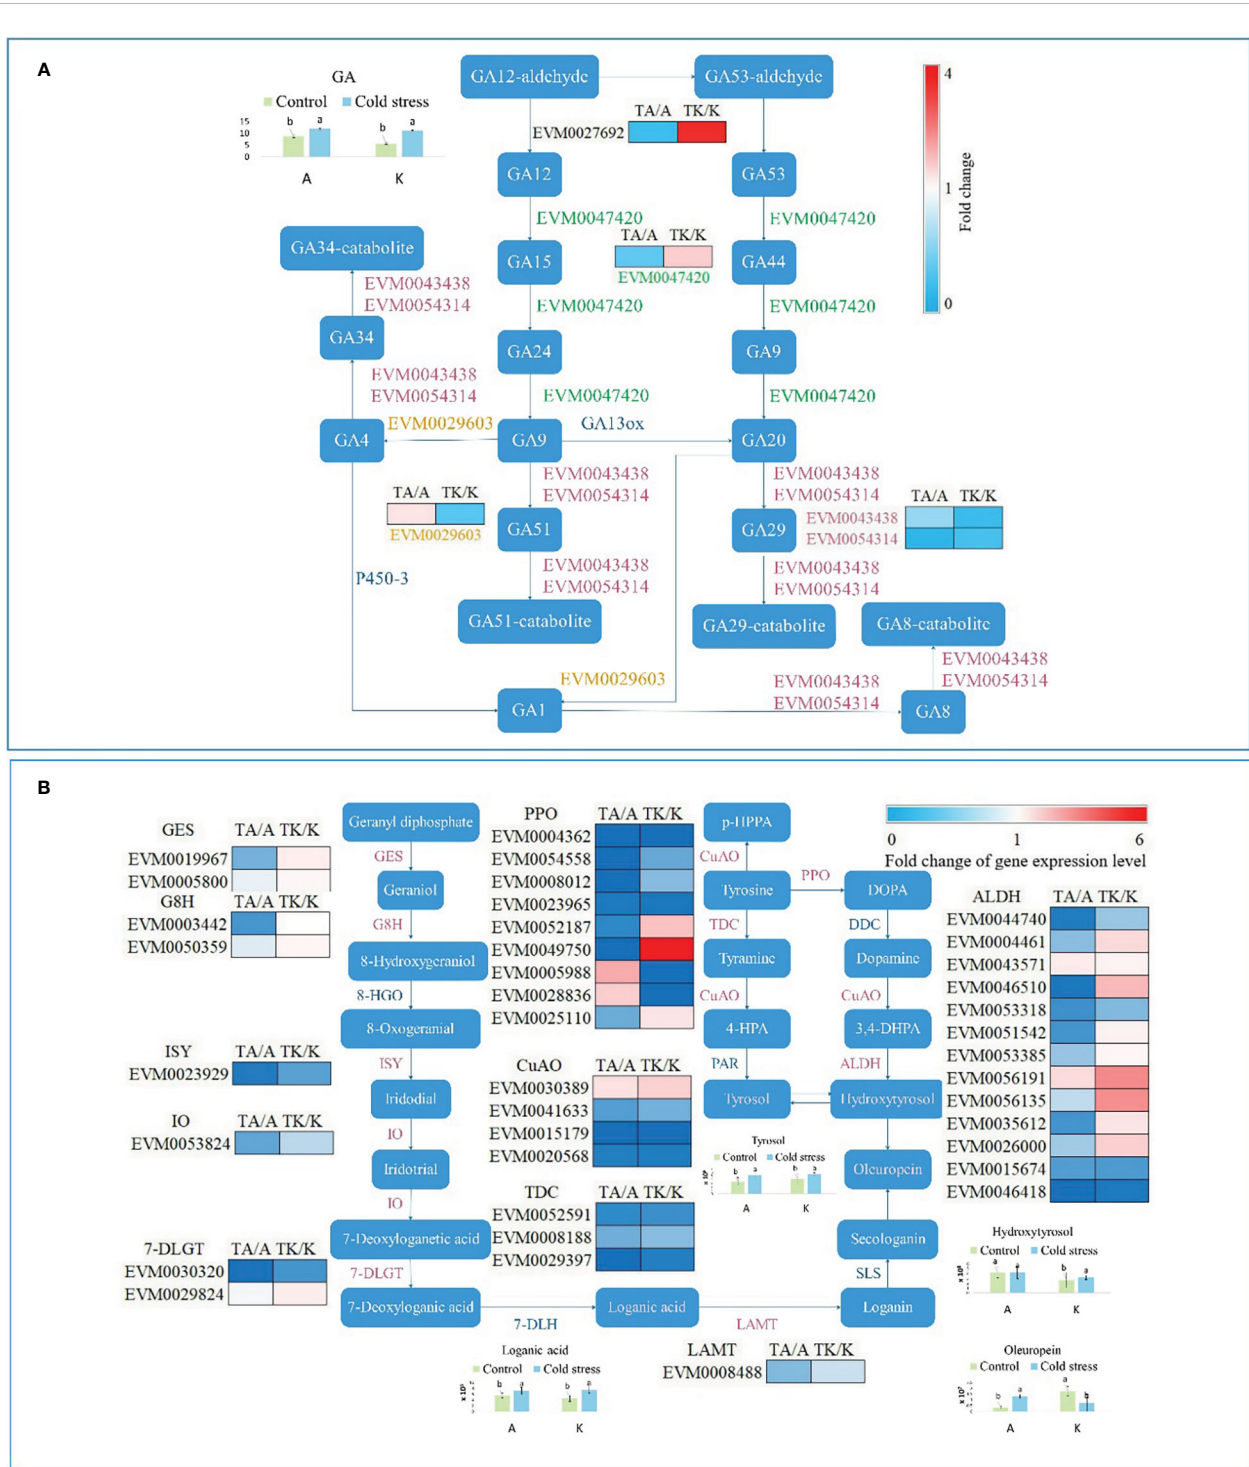 A
GA
Control Cold stress
15
10
5
0
b a b a
A K
GA12-aldehyde GA53-aldehyde
TA/A TK/K
EVM0027692
GA12 GA53
EVM0047420 EVM0047420
TA/A TK/K
EVM0047420
GA15 GA44
EVM0047420 EVM0047420
GA24 GA9
EVM0047420 EVM0047420
GA34-catabolite
EVM0043438
EVM0054314
GA34
EVM0043438
EVM0054314
GA4 EVM0029603 GA9 GA13ox GA20
EVM0043438 EVM0043438
EVM0054314 EVM0054314
TA/A TK/K
EVM0029603
GA51 GA29
TA/A TK/K
EVM0043438
EVM0054314
EVM0043438 EVM0043438
EVM0054314 EVM0054314
P450-3
GA51-catabolite GA29-catabolite GA8-catabolite
EVM0043438
EVM0054314
EVM0029603
EVM0043438
EVM0054314
GA1 GA8
4
1
0
Fold change
B
GES TA/A TK/K
EVM0019967
EVM0005800
G8H TA/A TK/K
EVM0003442
EVM0050359
ISY TA/A TK/K
EVM0023929
IO TA/A TK/K
EVM0053824
7-DLGT TA/A TK/K
EVM0030320
EVM0029824
Geranyl diphosphate
GES
Geraniol
G8H
8-Hydroxygeraniol
8-HGO
8-Oxogeranial
ISY
Iridodial
IO
Iridotrial
IO
7-Deoxyloganetic acid
7-DLGT
7-Deoxyloganic acid
7-DLH
Loganic acid
LAMT
Loganin
SLS
Secologanin
Oleuropein
PPO TA/A TK/K
EVM0004362
EVM0054558
EVM0008012
EVM0023965
EVM0052187
EVM0049750
EVM0005988
EVM0028836
EVM0025110
CuAO TA/A TK/K
EVM0030389
EVM0041633
EVM0015179
EVM0020568
TDC TA/A TK/K
EVM0052591
EVM0008188
EVM0029397
LAMT TA/A TK/K
EVM0008488
p-HPPA
CuAO
Tyrosine PPO DOPA
TDC DDC
Tyramine Dopamine
CuAO CuAO
4-HPA 3,4-DHPA
PAR ALDH
Tyrosol Hydroxytyrosol
0 1 6
Fold change of gene expression level
ALDH TA/A TK/K
EVM0044740
EVM0004461
EVM0043571
EVM0046510
EVM0053318
EVM0051542
EVM0053385
EVM0056191
EVM0056135
EVM0035612
EVM0026000
EVM0015674
EVM0046418
Tyrosol
Control Cold stress
b a b a
A K
Hydroxytyrosol
Control Cold stress
a a b a
A K
Loganic acid
Control Cold stress
b a b a
A K
Oleuropein
Control Cold stress
b a a b
A K